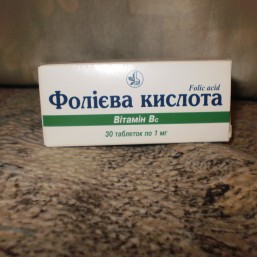 Folic acid
Фолієва кислота
Вітамін Вс
30 таблеток по 1 мг